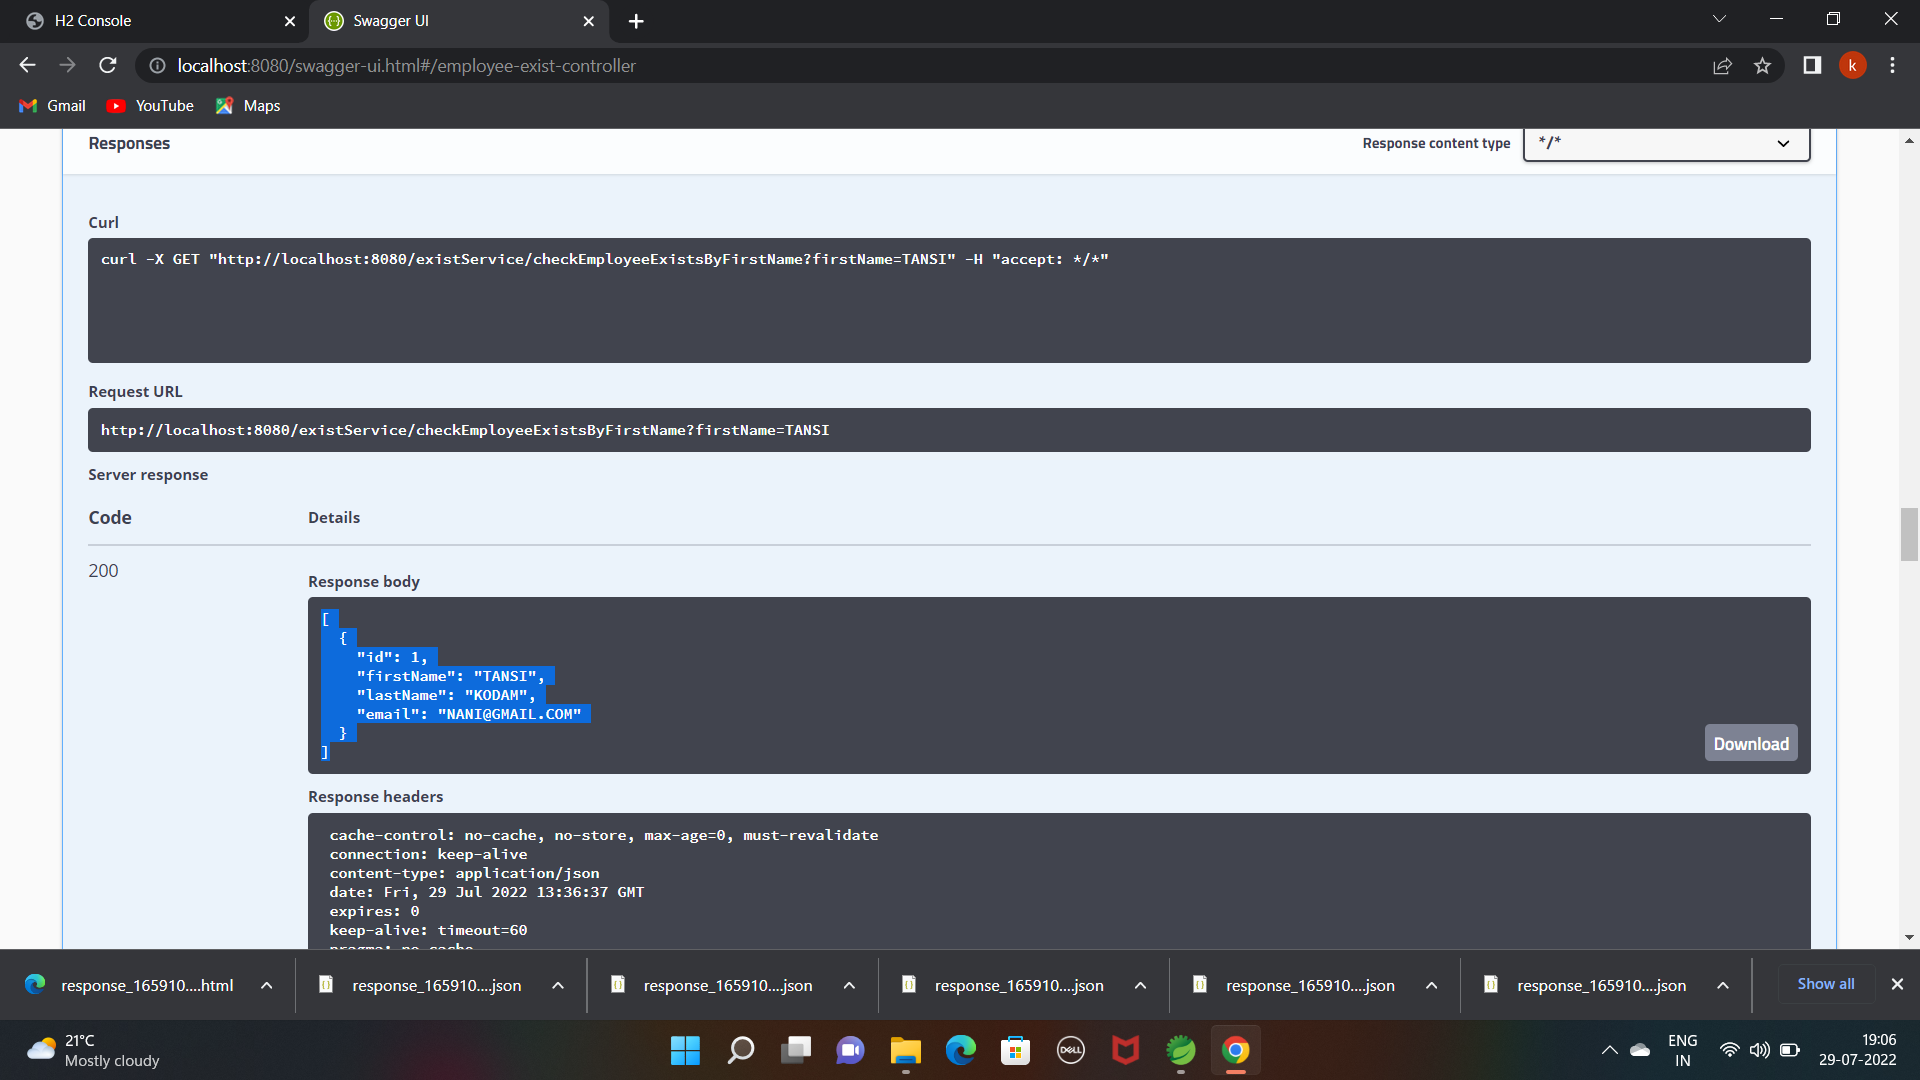 H2 Console
Swagger UI
localhost:8080/swagger-ui.html#/employee-exist-controller
k
Gmail
YouTube
Maps
Responses
Response content type
*/*
Curl
curl -X GET "http://localhost:8080/existService/checkEmployeeExistsByFirstName?firstName=TANSI" -H "accept: */*"
Request URL
http://localhost:8080/existService/checkEmployeeExistsByFirstName?firstName=TANSI
Server response
Code
Details
200
Response body
[
{
"id": 1,
"firstName": "TANSI",
"lastName": "KODAM",
"email": "NANI@GMAIL.COM"
}
]
Download
Response headers
cache-control: no-cache, no-store, max-age=0, must-revalidate
connection: keep-alive
content-type: application/json
date: Fri, 29 Jul 2022 13:36:37 GMT
expires: 0
keep-alive: timeout=60
pragma: no-cache
response_165910....html
response_165910....json
response_165910....json
response_165910....json
response_165910....json
response_165910....json
Show all
21°C
Mostly cloudy
DELL
ENG
IN
19:06
29-07-2022